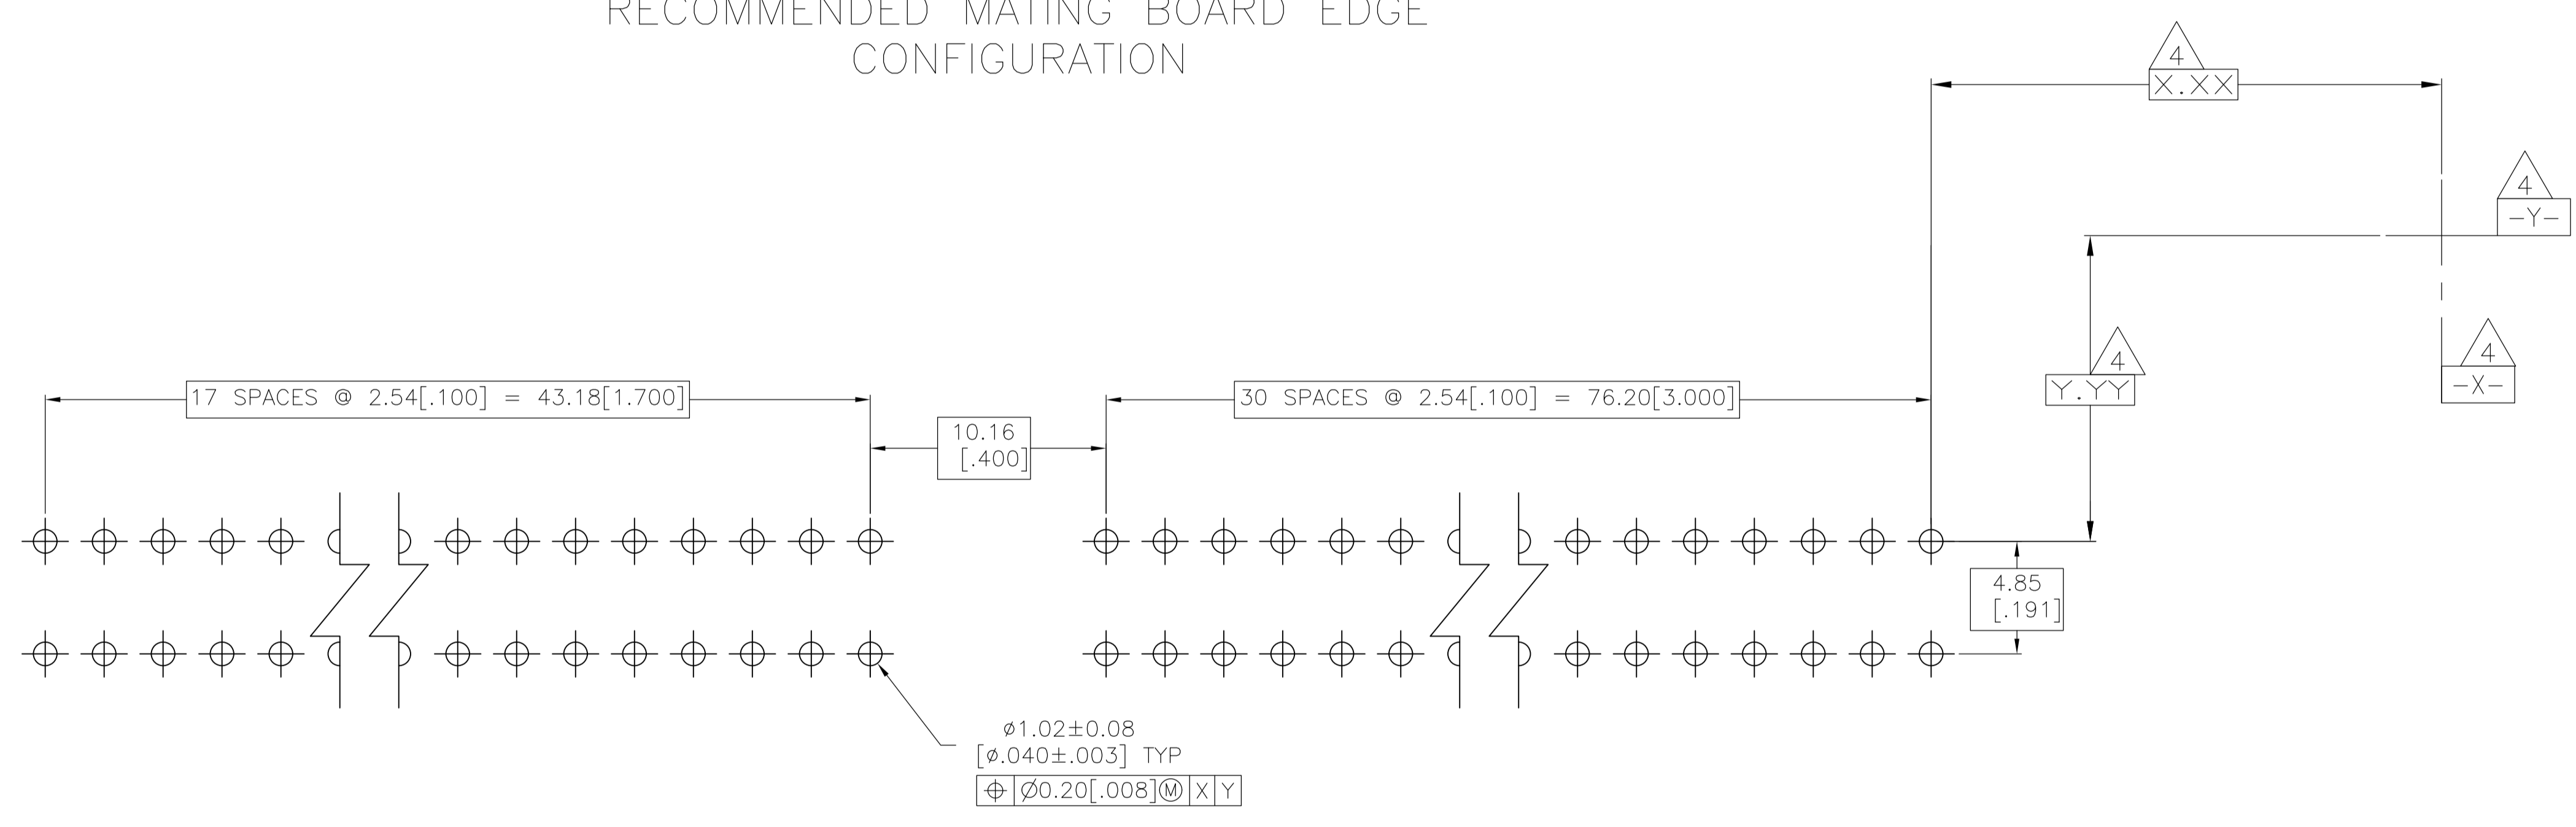 RECOMMENDED MATING BOARD EDGE
CONFIGURATION
4
X.XX
4
-Y-
4
-X-
4
Y.YY
17 SPACES @ 2.54[.100] = 43.18[1.700]
30 SPACES @ 2.54[.100] = 76.20[3.000]
10.16
[.400]
4.85
[.191]
⌀1.02±0.08
[⌀.040±.003] TYP
⌖ ⌀0.20[.008]Ⓜ X Y